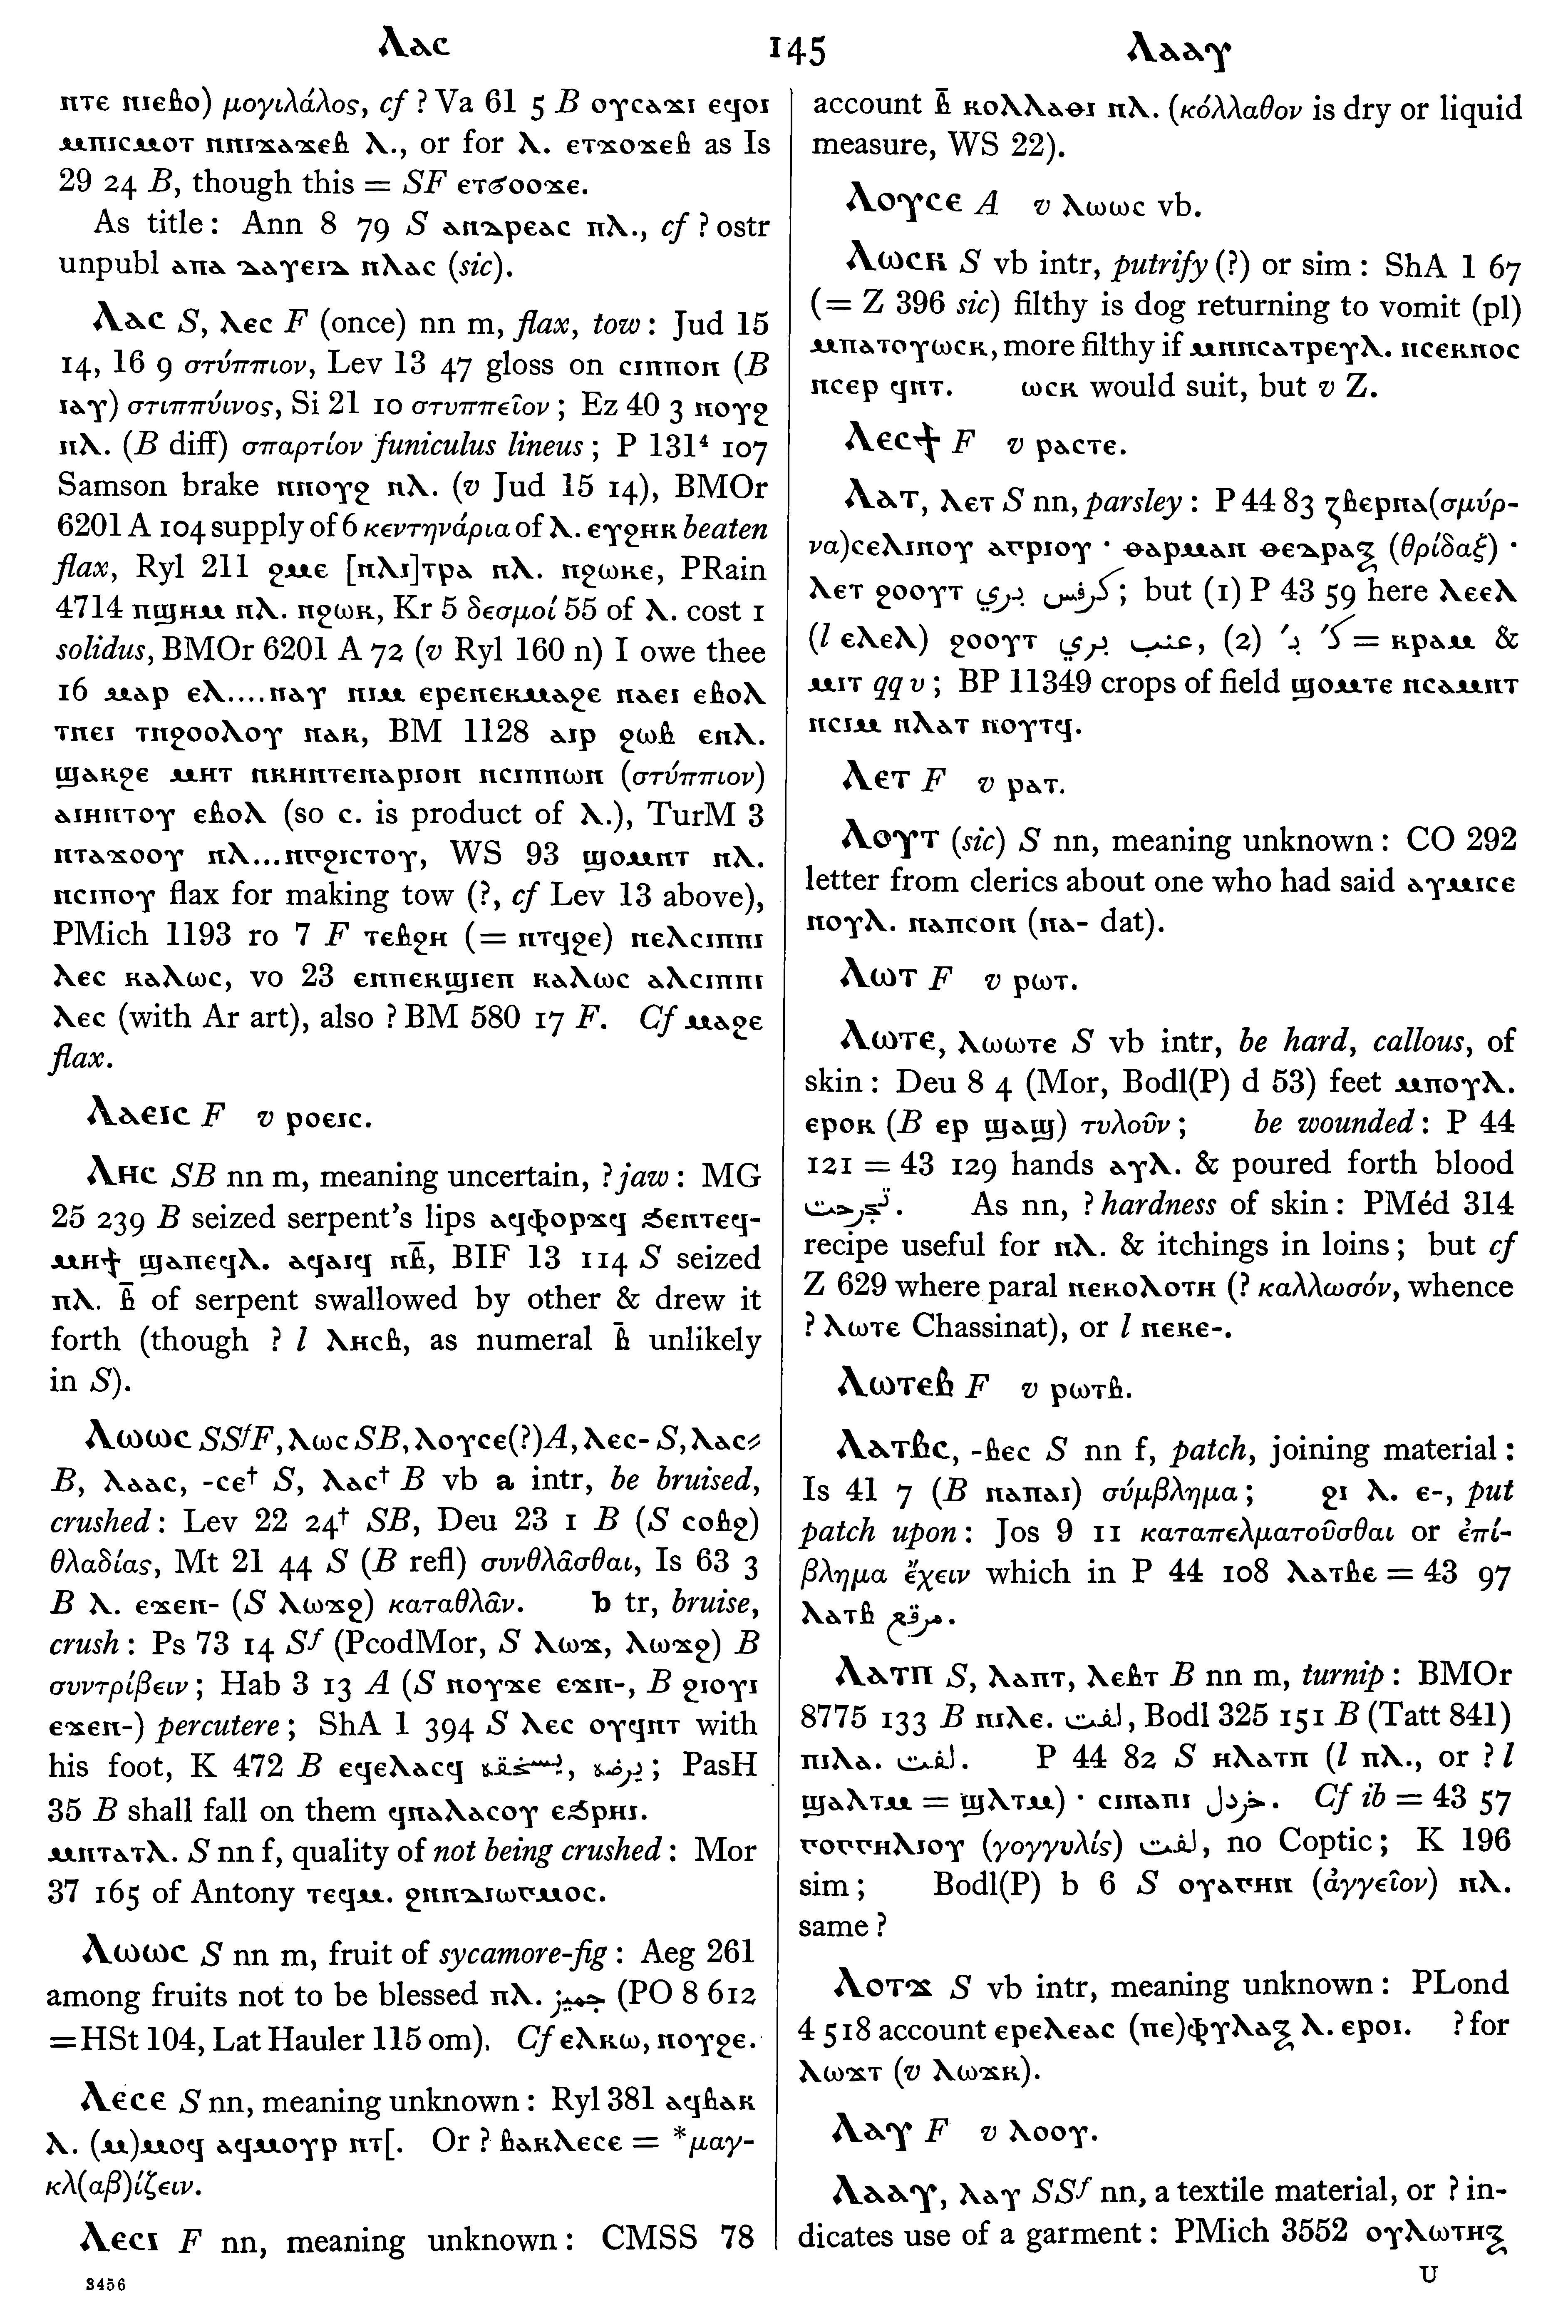 ⲗⲁⲥ 145 ⲗⲁⲁⲩ
ⲛⲧⲉ ⲛⲓⲉⲃⲟ) μογιλάλος, cf ? Va 61 5 B ⲟⲩⲥⲁϫⲓ ⲉϥⲟⲓ
ⲙⲡⲓⲥⲙⲟⲧ ⲛⲛⲓϫⲁϫⲉⲃ ⲗ., or for ⲗ. ⲉⲧϫⲟϫⲉⲃ as Is
29 24 B, though this = SF ⲉⲧϭⲟⲟϫⲉ.
As title: Ann 8 79 S ⲁⲛⲇⲣⲉⲁⲥ ⲡⲗ., cf ? ostr
unpubl ⲁⲡⲁ ⲇⲁⲩⲉⲓⲇ ⲡⲗⲁⲥ (sic).
ⲗⲁⲥ S, ⲗⲉⲥ F (once) nn m, flax, tow: Jud 15
14, 16 9 στύππιον, Lev 13 47 gloss on ⲥⲓⲡⲡⲟⲛ (B
ⲓⲁⲩ) στιππύινος, Si 21 10 στυππεῖον; Ez 40 3 ⲛⲟⲩϩ
ⲛⲗ. (B diff) σπαρτίον funiculus lineus; P 131⁴ 107
Samson brake ⲛⲛⲟⲩϩ ⲛⲗ. (v Jud 15 14), BMOr
6201 A 104 supply of 6 κεντηνάρια of ⲗ. ⲉⲩϩⲏⲕ beaten
flax, Ryl 211 ϩⲙⲉ [ⲛⲗⲓ]ⲧⲣⲁ ⲛⲗ. ⲛϩⲱⲕⲉ, PRain
4714 ⲡϣⲏⲙ ⲛⲗ. ⲛϩⲱⲕ, Kr 5 δεσμοί 55 of ⲗ. cost 1
solidus, BMOr 6201 A 72 (v Ryl 160 n) I owe thee
16 ⲙⲁⲣ ⲉⲗ....ⲛⲁⲩ ⲛⲓⲙ ⲉⲣⲉⲡⲉⲕⲙⲁϩⲉ ⲛⲁⲉⲓ ⲉⲃⲟⲗ
ⲧⲛⲉⲓ ⲧⲛϩⲟⲟⲗⲟⲩ ⲛⲁⲕ, BM 1128 ⲁⲓⲣ ϩⲱⲃ ⲉⲡⲗ.
ϣⲁⲕϩⲉ ⲙⲏⲧ ⲛⲕⲏⲛⲧⲉⲛⲁⲣⲓⲟⲛ ⲛⲥⲓⲡⲡⲱⲛ (στύππιον)
ⲁⲓⲏⲛⲧⲟⲩ ⲉⲃⲟⲗ (so c. is product of ⲗ.), TurM 3
ⲛⲧⲁϫⲟⲟⲩ ⲡⲗ...ⲛⲅϩⲓⲥⲧⲟⲩ, WS 93 ϣⲟⲙⲛⲧ ⲛⲗ.
ⲛⲥⲓⲡⲟⲩ flax for making tow (?, cf Lev 13 above),
PMich 1193 ro 7 F ⲧⲉⲃϩⲏ (= ⲛⲧϥϩⲉ) ⲛⲉⲗⲥⲓⲡⲡⲓ
ⲗⲉⲥ ⲕⲁⲗⲱⲥ, vo 23 ⲉⲡⲡⲉⲕϣⲓⲉⲛ ⲕⲁⲗⲱⲥ ⲁⲗⲥⲓⲡⲡⲓ
ⲗⲉⲥ (with Ar art), also ? BM 580 17 F. Cf ⲙⲁϩⲉ
flax.
ⲗⲁⲉⲓⲥ F v ⲣⲟⲉⲓⲥ.
ⲗⲏⲥ SB nn m, meaning uncertain, ? jaw: MG
25 239 B seized serpent's lips ⲁϥⲫⲟⲣϫϥ ϧⲉⲛⲧⲉϥ-
ⲙⲏϯ ϣⲁⲡⲉϥⲗ. ⲁϥⲁⲓϥ ⲛⲃ̄, BIF 13 114 S seized
ⲡⲗ. ⲃ̄ of serpent swallowed by other & drew it
forth (though ? l ⲗⲏⲥⲃ, as numeral ⲃ̄ unlikely
in S).
ⲗⲱⲱⲥ SSᶠF, ⲗⲱⲥ SB, ⲗⲟⲩⲥⲉ(?)A, ⲗⲉⲥ- S, ⲗⲁⲥ⸗
B, ⲗⲁⲁⲥ, -ⲥⲉ† S, ⲗⲁⲥ† B vb a intr, be bruised,
crushed: Lev 22 24† SB, Deu 23 1 B (S ⲥⲟⲃϩ)
θλαδίας, Mt 21 44 S (B refl) συνθλᾶσθαι, Is 63 3
B ⲗ. ⲉϫⲉⲛ- (S ⲗⲱϫϩ) καταθλᾶν. b tr, bruise,
crush: Ps 73 14 Sᶠ (PcodMor, S ⲗⲱϫ, ⲗⲱϫϩ) B
συντρίβειν; Hab 3 13 A (S ⲛⲟⲩϫⲉ ⲉϫⲛ-, B ϩⲓⲟⲩⲓ
ⲉϫⲉⲛ-) percutere; ShA 1 394 S ⲗⲉⲥ ⲟⲩϥⲛⲧ with
his foot, K 472 B ⲉϥⲉⲗⲁⲥϥ يرضه ,; PasH
35 B shall fall on them ϥⲛⲁⲗⲁⲥⲟⲩ ⲉϧⲣⲏⲓ.
ⲙⲛⲧⲁⲧⲗ. S nn f, quality of not being crushed: Mor
37 165 of Antony ⲧⲉϥⲙ. ϩⲛⲛⲇⲓⲱⲅⲙⲟⲥ.
ⲗⲱⲱⲥ S nn m, fruit of sycamore-fig: Aeg 261
among fruits not to be blessed ⲡⲗ. جميز (PO 8 612
=HSt 104, Lat Hauler 115 om). Cf ⲉⲗⲕⲱ, ⲛⲟⲩϩⲉ.
ⲗⲉⲥⲉ S nn, meaning unknown: Ryl 381 ⲁϥⲃⲁⲕ
ⲗ. (ⲙ)ⲙⲟϥ ⲁϥⲙⲟⲩⲣ ⲛⲧ[. Or ? ⲃⲁⲕⲗⲉⲥⲉ = *μαγ-
κλ(αβ)ίζειν.
ⲗⲉⲥⲓ F nn, meaning unknown: CMSS 78
3456
account ⲃ̄ ⲕⲟⲗⲗⲁⲑⲓ ⲛⲗ. (κόλλαθον is dry or liquid
measure, WS 22).
ⲗⲟⲩⲥⲉ A v ⲗⲱⲱⲥ vb.
ⲗⲱⲥⲕ S vb intr, putrify (?) or sim: ShA 1 67
(= Z 396 sic) filthy is dog returning to vomit (pl)
ⲙⲡⲁⲧⲟⲩⲱⲥⲕ, more filthy if ⲙⲛⲛⲥⲁⲧⲣⲉⲩⲗ. ⲛⲥⲉⲕⲛⲟⲥ
ⲛⲥⲉⲣ ϥⲛⲧ. ⲱⲥⲕ would suit, but v Z.
ⲗⲉⲥϯ F v ⲣⲁⲥⲧⲉ.
ⲗⲁⲧ, ⲗⲉⲧ S nn, parsley: P 44 83 ⲍⲃⲉⲣⲛⲁ(σμύρ-
να)ⲥⲉⲗⲓⲛⲟⲩ ⲁⲅⲣⲓⲟⲩ · ⲑⲁⲣⲙⲁⲛ ⲑⲉⲇⲣⲁⲝ (θρίδαξ) ·
ⲗⲉⲧ ϩⲟⲟⲩⲧ كرفس بري; but (1) P 43 59 here ⲗⲉⲉⲗ
(l ⲉⲗⲉⲗ) ϩⲟⲟⲩⲧ عنب بري, (2) ك' ب' = ⲕⲣⲁⲙ &
ⲙⲓⲧ qq v; BP 11349 crops of field ϣⲟⲙⲧⲉ ⲛⲥⲁⲙⲛⲧ
ⲛⲥⲓⲙ ⲛⲗⲁⲧ ⲛⲟⲩⲧϥ.
ⲗⲉⲧ F v ⲣⲁⲧ.
ⲗⲟⲩⲧ (sic) S nn, meaning unknown: CO 292
letter from clerics about one who had said ⲁⲩⲙⲓⲥⲉ
ⲛⲟⲩⲗ. ⲛⲁⲡⲥⲟⲛ (ⲛⲁ- dat).
ⲗⲱⲧ F v ⲣⲱⲧ.
ⲗⲱⲧⲉ, ⲗⲱⲱⲧⲉ S vb intr, be hard, callous, of
skin: Deu 8 4 (Mor, Bodl(P) d 53) feet ⲙⲡⲟⲩⲗ.
ⲉⲣⲟⲕ (B ⲉⲣ ϣⲁϣ) τυλοῦν; be wounded: P 44
121 = 43 129 hands ⲁⲩⲗ. & poured forth blood
تجرحت. As nn, ? hardness of skin: PMéd 314
recipe useful for ⲡⲗ. & itchings in loins; but cf
Z 629 where paral ⲡⲉⲕⲟⲗⲟⲧⲏ (? καλλωσόν, whence
? ⲗⲱⲧⲉ Chassinat), or l ⲡⲉⲕⲉ-.
ⲗⲱⲧⲉⲃ F v ⲣⲱⲧⲃ.
ⲗⲁⲧⲃⲥ, -ⲃⲉⲥ S nn f, patch, joining material:
Is 41 7 (B ⲡⲁⲡⲁⲓ) σύμβλημα; ϩⲓ ⲗ. ⲉ-, put
patch upon: Jos 9 11 καταπελματοῦσθαι or ἐπί-
βλημα ἔχειν which in P 44 108 ⲗⲁⲧⲃⲉ = 43 97
ⲗⲁⲧⲃ مرقع.
ⲗⲁⲧⲡ S, ⲗⲁⲡⲧ, ⲗⲉⲃⲧ B nn m, turnip: BMOr
8775 133 B ⲡⲓⲗⲉ. لفت, Bodl 325 151 B (Tatt 841)
ⲡⲓⲗⲁ. لفت. P 44 82 S ⲏⲗⲁⲧⲡ (l ⲡⲗ., or ? l
ϣⲁⲗⲧⲙ = ϣⲗⲧⲙ) · ⲥⲓⲛⲁⲡⲓ خردل. Cf ib = 43 57
ⲅⲟⲅⲅⲏⲗⲓⲟⲩ (γογγυλίς) لفت, no Coptic; K 196
sim; Bodl(P) b 6 S ⲟⲩⲁⲅⲏⲛ (ἀγγεῖον) ⲛⲗ.
same?
ⲗⲟⲧϫ S vb intr, meaning unknown: PLond
4 518 account ⲉⲣⲉⲗⲉⲁⲥ (ⲡⲉ)ⲫⲩⲗⲁⲝ ⲗ. ⲉⲣⲟⲓ. ? for
ⲗⲱϫⲧ (v ⲗⲱϫⲕ).
ⲗⲁⲩ F v ⲗⲟⲟⲩ.
ⲗⲁⲁⲩ, ⲗⲁⲩ SSᶠ nn, a textile material, or ? in-
dicates use of a garment: PMich 3552 ⲟⲩⲗⲱⲧⲏⲝ
U